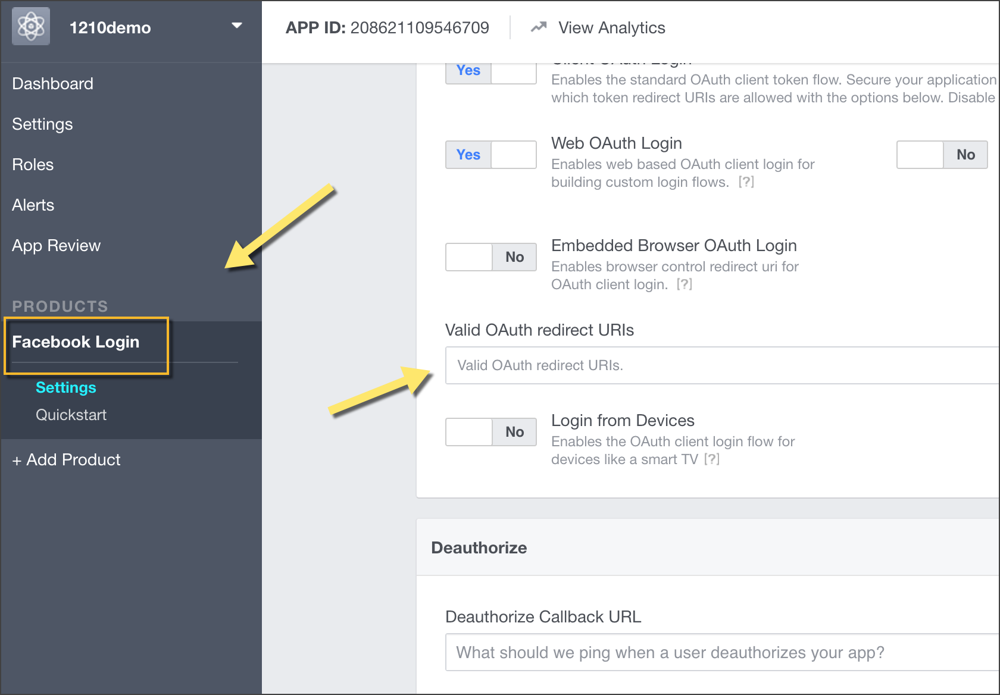 1210demo
APP ID: 208621109546709
View Analytics
Dashboard
Settings
Roles
Alerts
App Review
PRODUCTS
Facebook Login
Settings
Quickstart
+ Add Product
Yes
Client OAuth Login
Enables the standard OAuth client token flow. Secure your application
which token redirect URIs are allowed with the options below. Disable
Yes
Web OAuth Login
Enables web based OAuth client login for
building custom login flows. [?]
No
No
Embedded Browser OAuth Login
Enables browser control redirect uri for
OAuth client login. [?]
Valid OAuth redirect URIs
Valid OAuth redirect URIs.
No
Login from Devices
Enables the OAuth client login flow for
devices like a smart TV [?]
Deauthorize
Deauthorize Callback URL
What should we ping when a user deauthorizes your app?